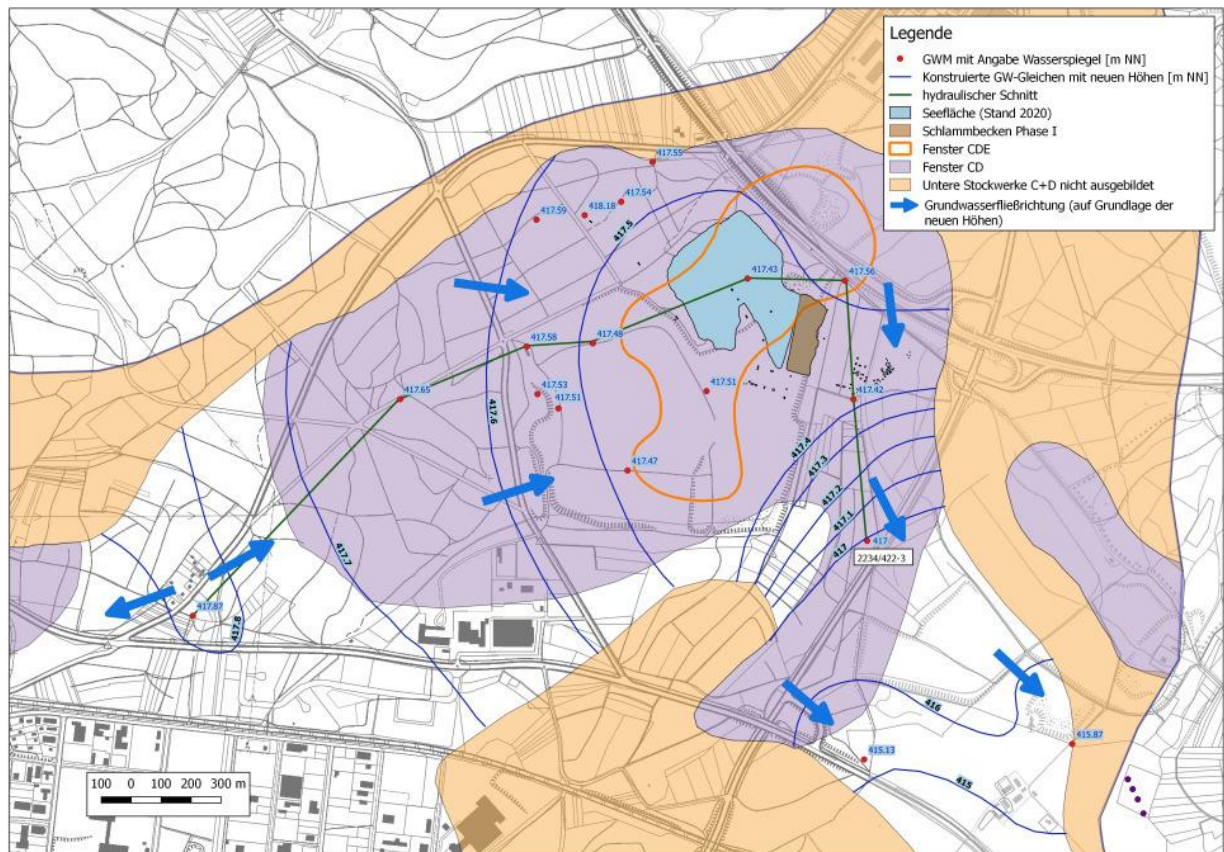 Legende
GWM mit Angabe Wasserspiegel [m NN]
Konstruierte GW-Gleichen mit neuen Höhen [m NN]
hydraulischer Schnitt
Seefläche (Stand 2020)
Schlammbecken Phase I
Fenster CDE
Fenster CD
Untere Stockwerke C+D nicht ausgebildet
Grundwasserfließrichtung (auf Grundlage der
neuen Höhen)
417.55
417.54
418.18
417.59
417.5
417.43
417.56
417.58
417.48
417.65
417.53
417.51
417.51
417.42
417.6
417.4
417.3
417.2
417.1
417
417.47
417
2234/422-3
417.7
417.87
417.8
416
415.87
415.13
415
100 0 100 200 300 m